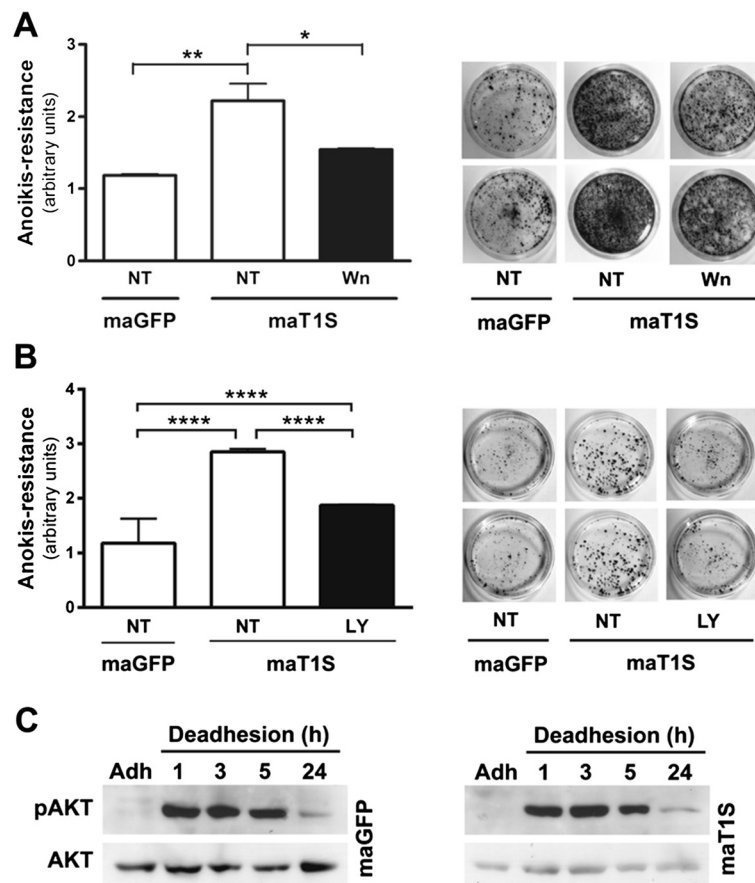 A
Anoikis-resistance
(arbitrary units)
3
2
1
0
**
*
NT
NT
Wn
maGFP
maT1S
NT
NT
Wn
maGFP
maT1S
B
Anokis-resistance
(arbitrary units)
4
3
2
1
0
****
****
****
NT
NT
LY
maGFP
maT1S
NT
NT
LY
maGFP
maT1S
C
Deadhesion (h)
Adh 1 3 5 24
pAKT
AKT
maGFP
Deadhesion (h)
Adh 1 3 5 24
maT1S